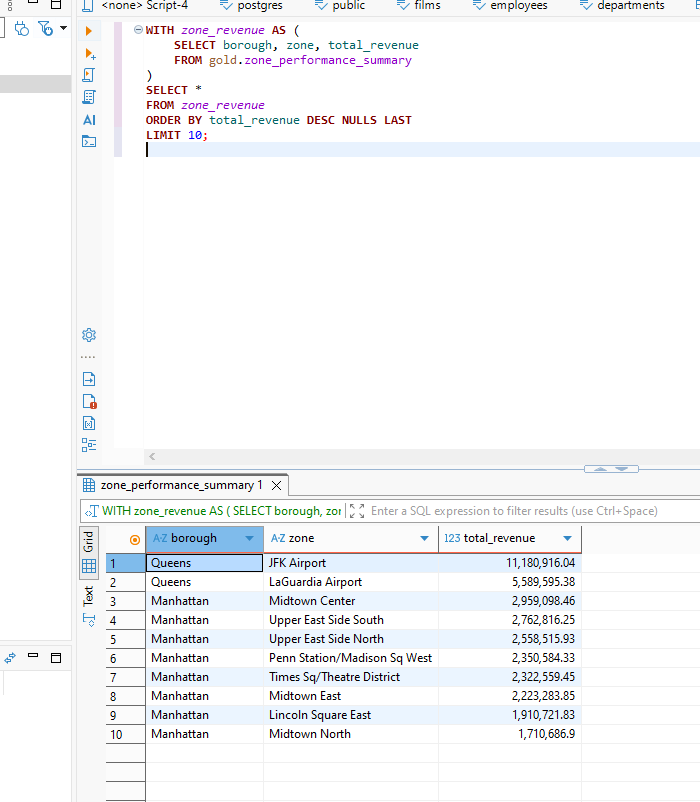 <none> Script-4 postgres public films employees departments
WITH zone_revenue AS (
SELECT borough, zone, total_revenue
FROM gold.zone_performance_summary
)
SELECT *
FROM zone_revenue
ORDER BY total_revenue DESC NULLS LAST
LIMIT 10;
AI
zone_performance_summary 1
WITH zone_revenue AS ( SELECT borough, zor Enter a SQL expression to filter results (use Ctrl+Space)
Grid
Text
A-Z borough A-Z zone 123 total_revenue
1 Queens JFK Airport 11,180,916.04
2 Queens LaGuardia Airport 5,589,595.38
3 Manhattan Midtown Center 2,959,098.46
4 Manhattan Upper East Side South 2,762,816.25
5 Manhattan Upper East Side North 2,558,515.93
6 Manhattan Penn Station/Madison Sq West 2,350,584.33
7 Manhattan Times Sq/Theatre District 2,322,559.45
8 Manhattan Midtown East 2,223,283.85
9 Manhattan Lincoln Square East 1,910,721.83
10 Manhattan Midtown North 1,710,686.9